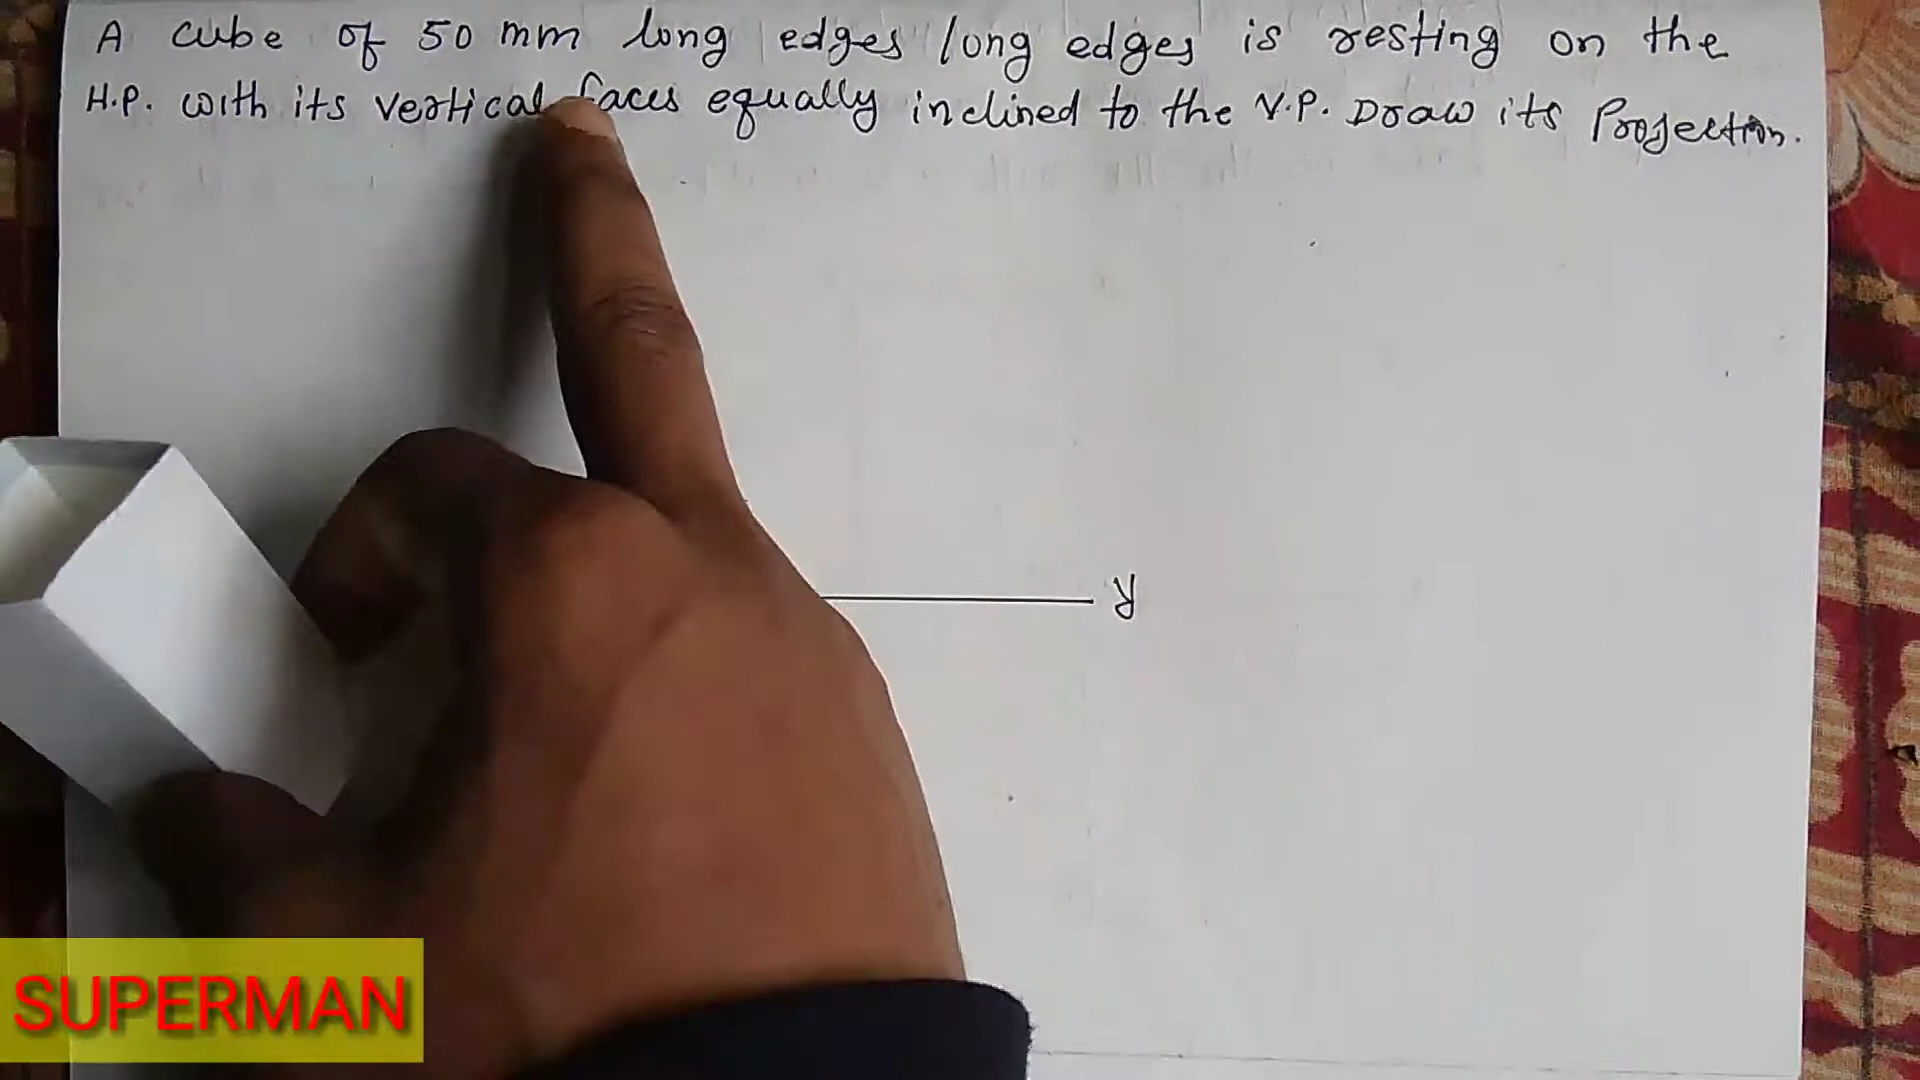 A cube of 50 mm long edges long edges is resting on the
H.P. with its vertical faces equally inclined to the V.P. Draw its Projection.
y
SUPERMAN